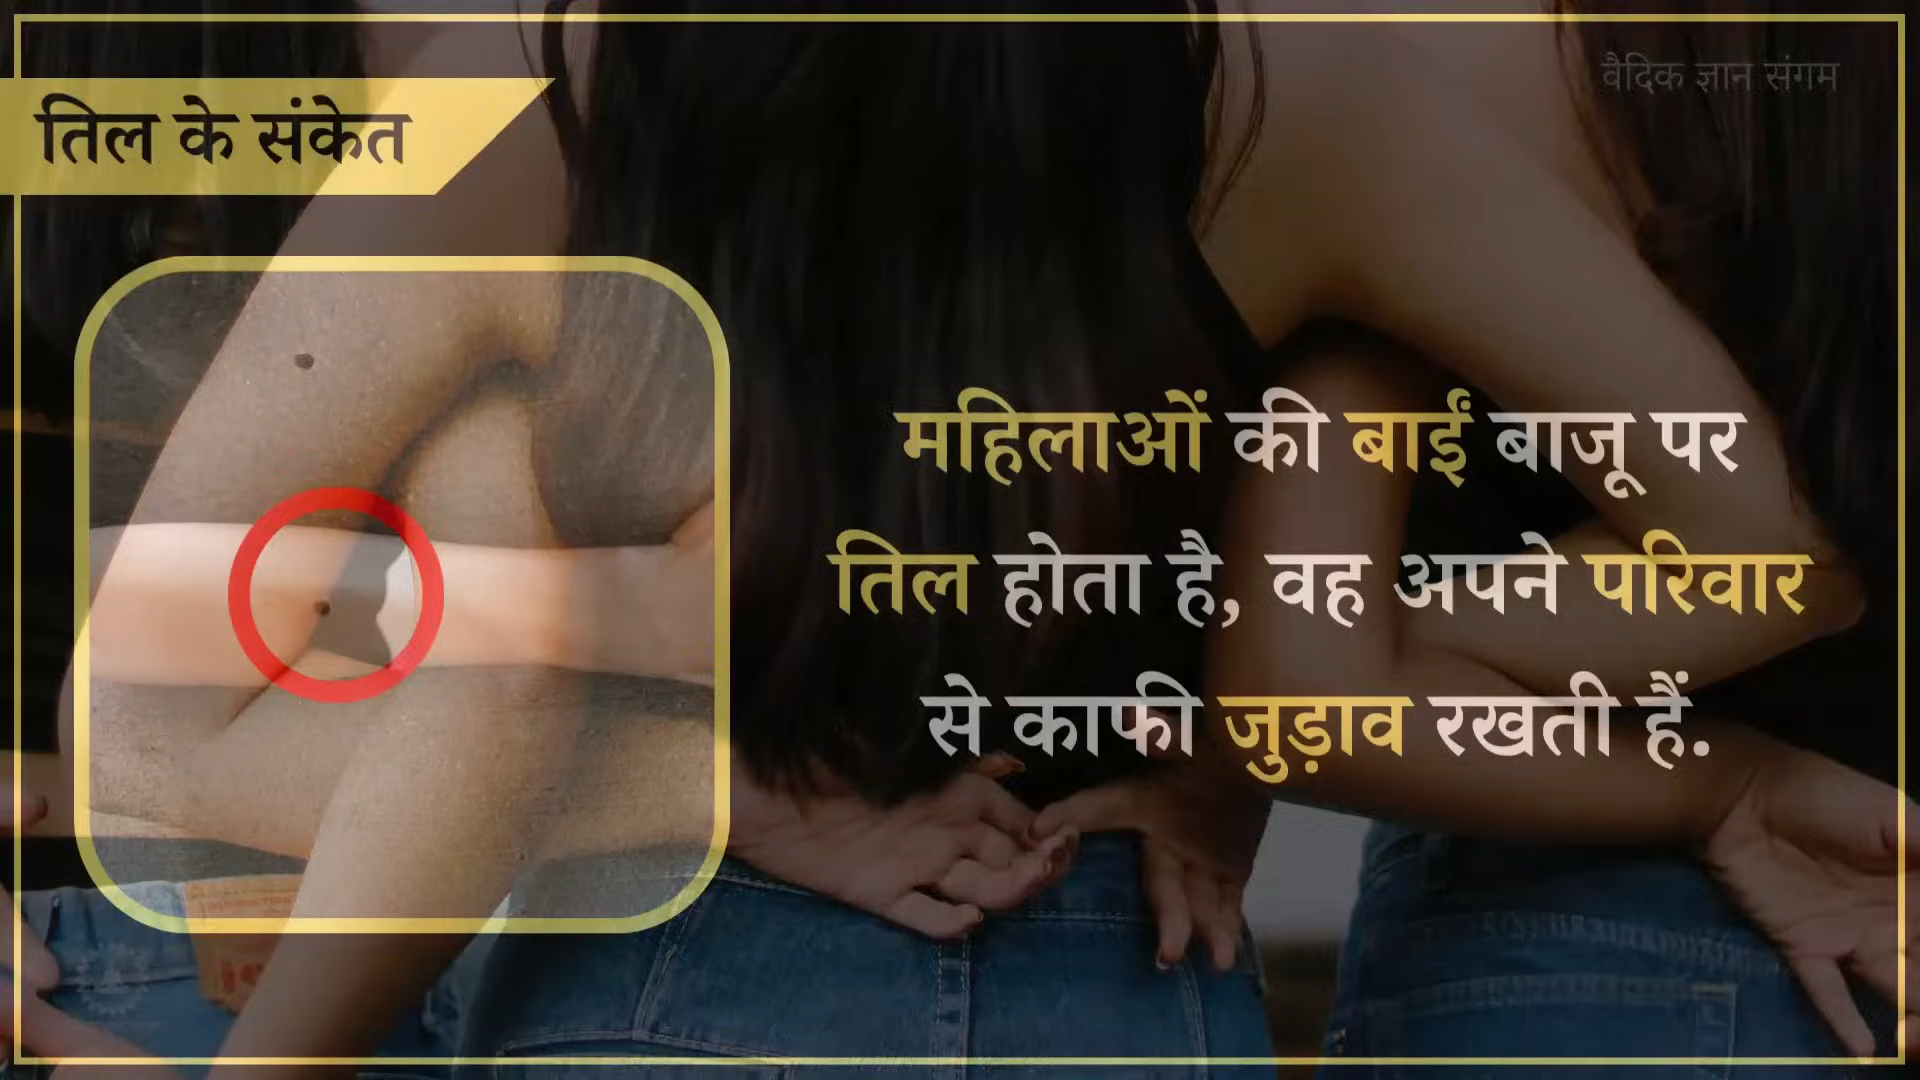 वैदिक ज्ञान संगम
तिल के संकेत
महिलाओं की बाईं बाजू पर
तिल होता है, वह अपने परिवार
से काफी जुड़ाव रखती हैं.